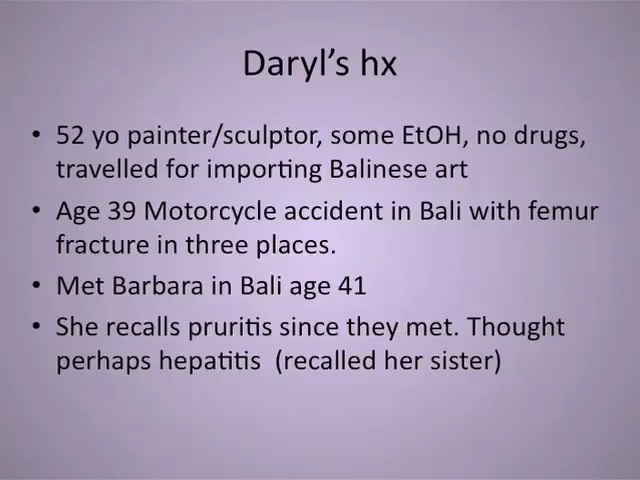 Daryl's hx
• 52 yo painter/sculptor, some EtOH, no drugs,
travelled for importing Balinese art
• Age 39 Motorcycle accident in Bali with femur
fracture in three places.
• Met Barbara in Bali age 41
• She recalls pruritis since they met. Thought
perhaps hepatitis  (recalled her sister)